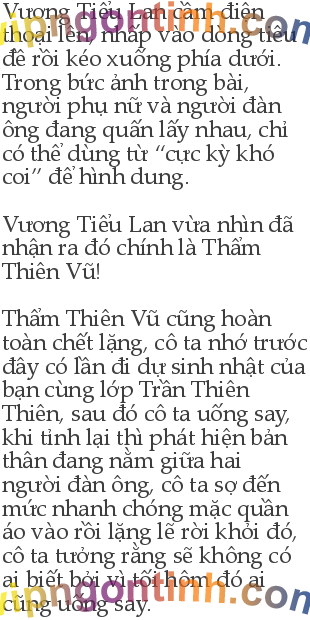 Vương Tiểu Lan cầm điện
thoại lên, nhấp vào dòng tiêu
đề rồi kéo xuống phía dưới.
Trong bức ảnh trong bài,
người phụ nữ và người đàn
ông đang quấn lấy nhau, chỉ
có thể dùng từ “cực kỳ khó
coi” để hình dung.
Vương Tiểu Lan vừa nhìn đã
nhận ra đó chính là Thẩm
Thiên Vũ!
Thẩm Thiên Vũ cũng hoàn
toàn chết lặng, cô ta nhớ trước
đây có lần đi dự sinh nhật của
bạn cùng lớp Trần Thiên
Thiên, sau đó cô ta uống say,
khi tỉnh lại thì phát hiện bản
thân đang nằm giữa hai
người đàn ông, cô ta sợ đến
mức nhanh chóng mặc quần
áo vào rồi lặng lẽ rời khỏi đó,
cô ta tưởng rằng sẽ không có
ai biết bởi vì tối hôm đó ai
cũng uống say.
vipngontinh.com
vipngontinh.com